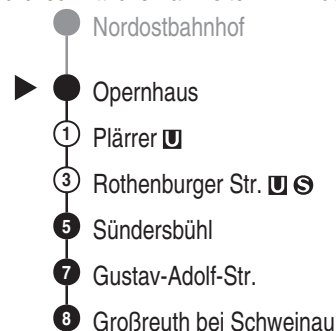 Nordostbahnhof
Opernhaus
1 Plärrer U
3 Rothenburger Str. U S
5 Sündersbühl
7 Gustav-Adolf-Str.
8 Großreuth bei Schweinau